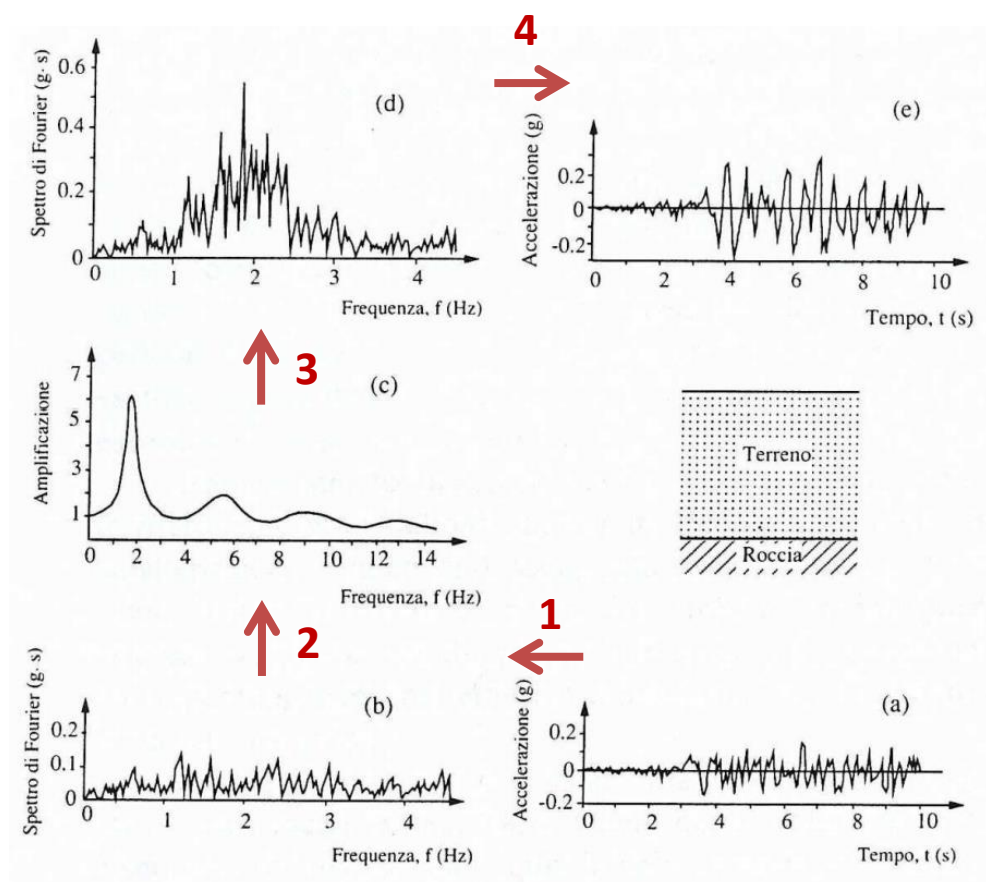 4
Spettro di Fourier (g· s)
0.6
0.4
0.2
0
(d)
0 1 2 3 4
Frequenza, f (Hz)
Accelerazione (g)
0.2
0
-0.2
(e)
0 2 4 6 8 10
Tempo, t (s)
3
Amplificazione
7
5
3
1
(c)
0 2 4 6 8 10 12 14
Frequenza, f (Hz)
Terreno
Roccia
1
2
Spettro di Fourier (g· s)
0.2
0.1
0
(b)
0 1 2 3 4
Frequenza, f (Hz)
Accelerazione (g)
0.2
0
-0.2
(a)
0 2 4 6 8 10
Tempo, t (s)